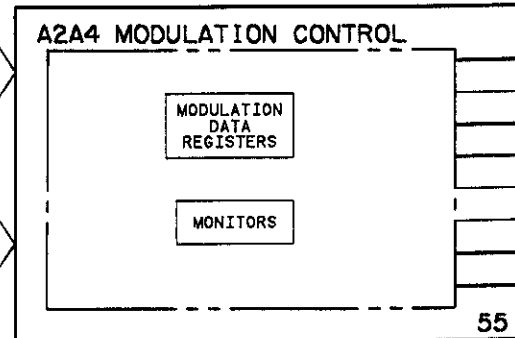 A2A4 MODULATION CONTROL
MODULATION
DATA
REGISTERS
MONITORS
55